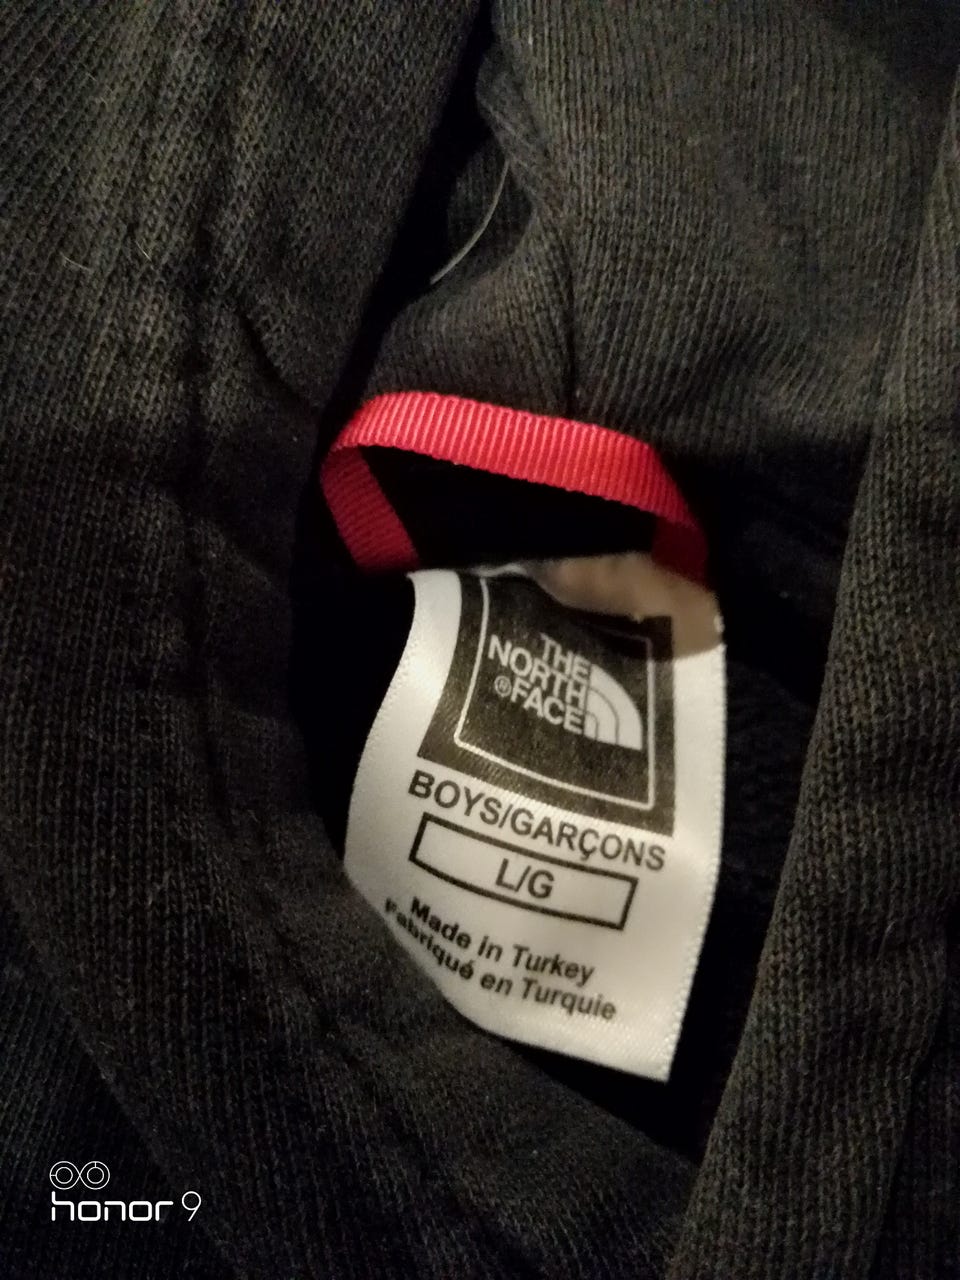 THE
NORTH
®FACE
BOYS/GARÇONS
L/G
Made in Turkey
Fabriqué en Turquie
honor 9